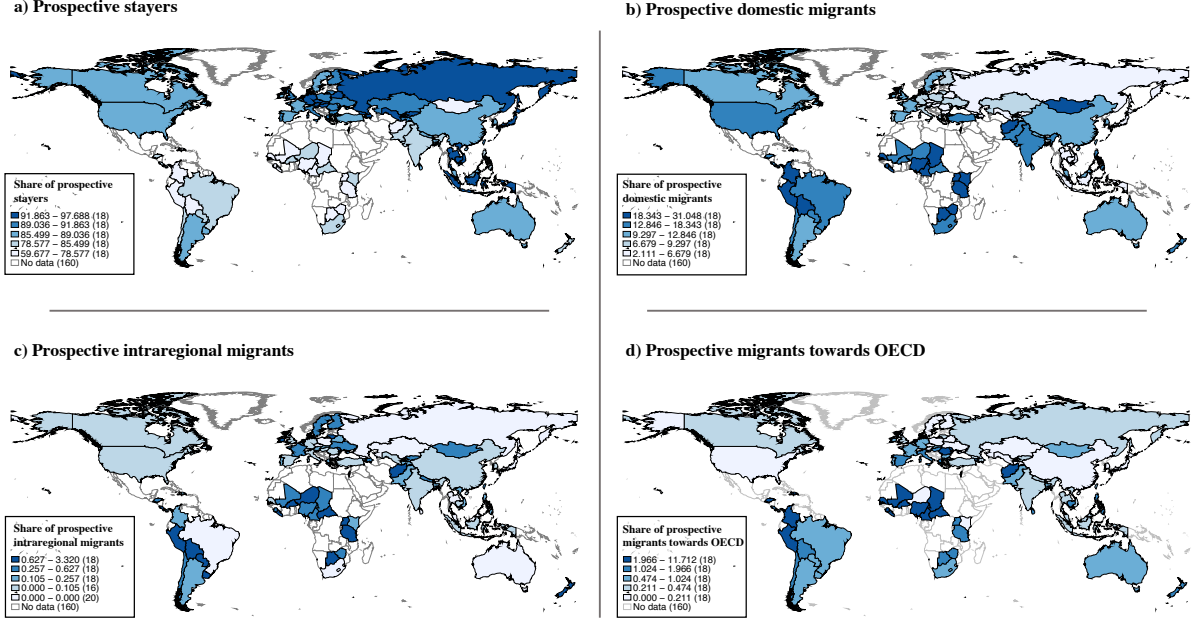 a) Prospective stayers
Share of prospective
stayers
91.863 − 97.688 (18)
89.036 − 91.863 (18)
85.499 − 89.036 (18)
78.577 − 85.499 (18)
59.677 − 78.577 (18)
No data (160)
b) Prospective domestic migrants
Share of prospective
domestic migrants
18.343 − 31.048 (18)
12.846 − 18.343 (18)
9.297 − 12.846 (18)
6.679 − 9.297 (18)
2.111 − 6.679 (18)
No data (160)
c) Prospective intraregional migrants
Share of prospective
intraregional migrants
0.627 − 3.320 (18)
0.257 − 0.627 (18)
0.105 − 0.257 (18)
0.000 − 0.105 (16)
0.000 − 0.000 (20)
No data (160)
d) Prospective migrants towards OECD
Share of prospective
migrants towards OECD
1.966 − 11.712 (18)
1.024 − 1.966 (18)
0.474 − 1.024 (18)
0.211 − 0.474 (18)
0.000 − 0.211 (18)
No data (160)